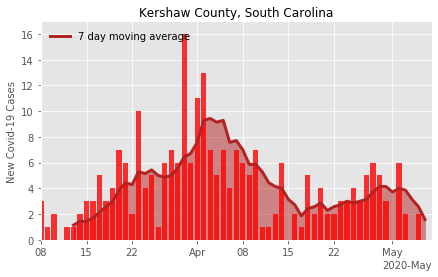 Kershaw County, South Carolina
7 day moving average
New Covid-19 Cases
16
14
12
10
8
6
4
2
0
08 15 22 Apr 08 15 22 May
2020-May